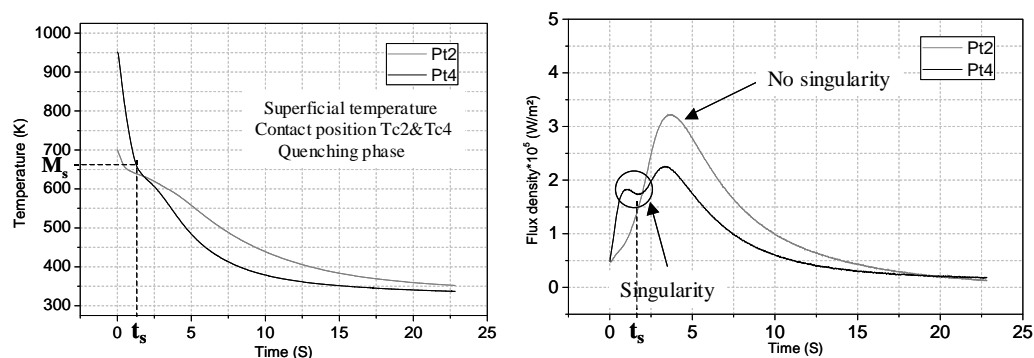 1000
900
800
700
600
500
400
300
M_s
Temperature (K)
Pt2
Pt4
Superficial temperature
Contact position Tc2&Tc4
Quenching phase
0 5 10 15 20 25
t_s
Time (S)
5
4
3
2
1
0
Flux density*10⁵ (W/m²)
Pt2
Pt4
No singularity
Singularity
0 5 10 15 20 25
t_s
Time (S)